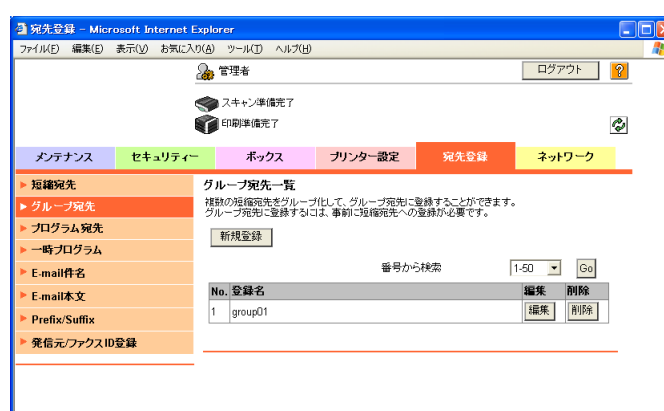 宛先登録 - Microsoft Internet Explorer
ファイル(F) 編集(E) 表示(V) お気に入り(A) ツール(T) ヘルプ(H)
管理者 ログアウト ?
スキャン準備完了
印刷準備完了
メンテナンス セキュリティー ボックス プリンター設定 宛先登録 ネットワーク
短縮宛先
グループ宛先
プログラム宛先
一時プログラム
E-mail件名
E-mail本文
Prefix/Suffix
発信元/ファクスID登録
グループ宛先一覧
複数の短縮宛先をグループ化して、グループ宛先に登録することができます。
グループ宛先に登録するには、事前に短縮宛先への登録が必要です。
新規登録
番号から検索 1-50 Go
No. 登録名 編集 削除
1 group01 編集 削除